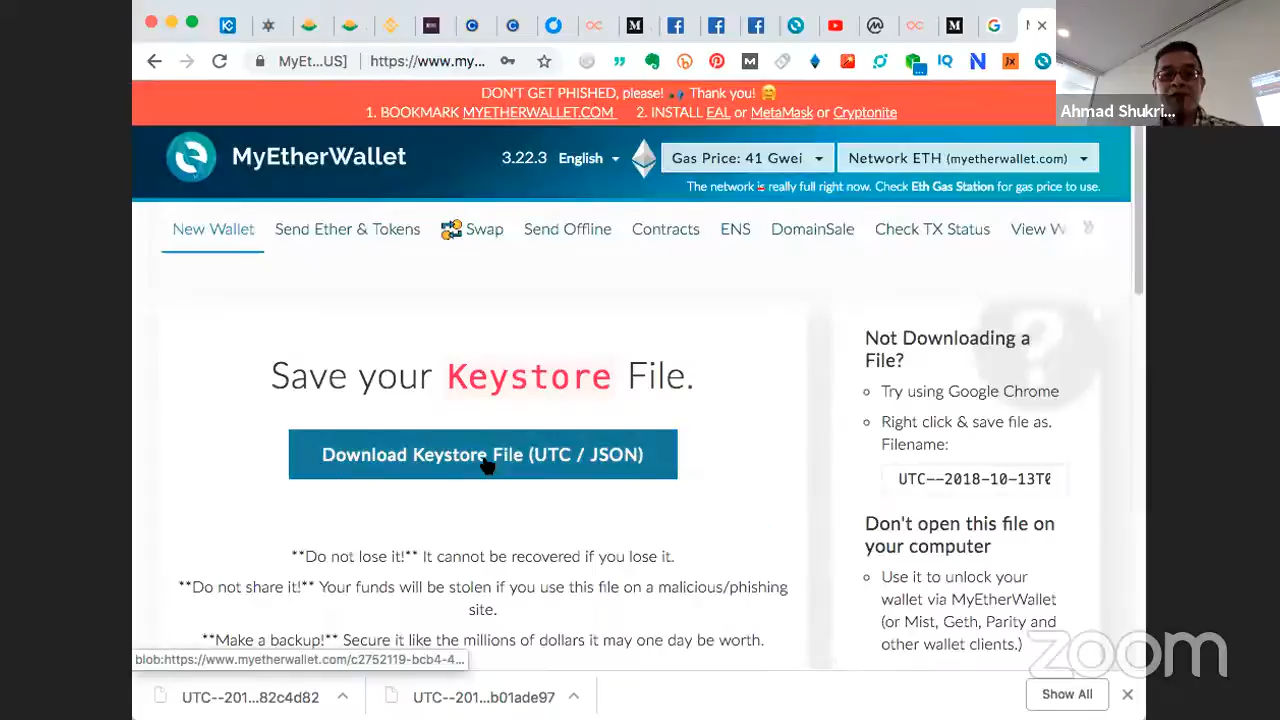 MyEt...US]
https://www.my...
DON'T GET PHISHED, please! Thank you!
1. BOOKMARK MYETHERWALLET.COM 2. INSTALL EAL or MetaMask or Cryptonite
Ahmad Shukri...
MyEtherWallet
3.22.3 English
Gas Price: 41 Gwei
Network ETH (myetherwallet.com)
The network is really full right now. Check Eth Gas Station for gas price to use.
New Wallet Send Ether & Tokens Swap Send Offline Contracts ENS DomainSale Check TX Status View W
Save your Keystore File.
Download Keystore File (UTC / JSON)
**Do not lose it!** It cannot be recovered if you lose it.
**Do not share it!** Your funds will be stolen if you use this file on a malicious/phishing
site.
**Make a backup!** Secure it like the millions of dollars it may one day be worth.
Not Downloading a
File?
Try using Google Chrome
Right click & save file as.
Filename:
UTC--2018-10-13T0
Don't open this file on
your computer
Use it to unlock your
wallet via MyEtherWallet
(or Mist, Geth, Parity and
other wallet clients.)
blob:https://www.myetherwallet.com/c2752119-bcb4-4...
UTC--201...82c4d82
UTC--201...b01ade97
Show All
zoom